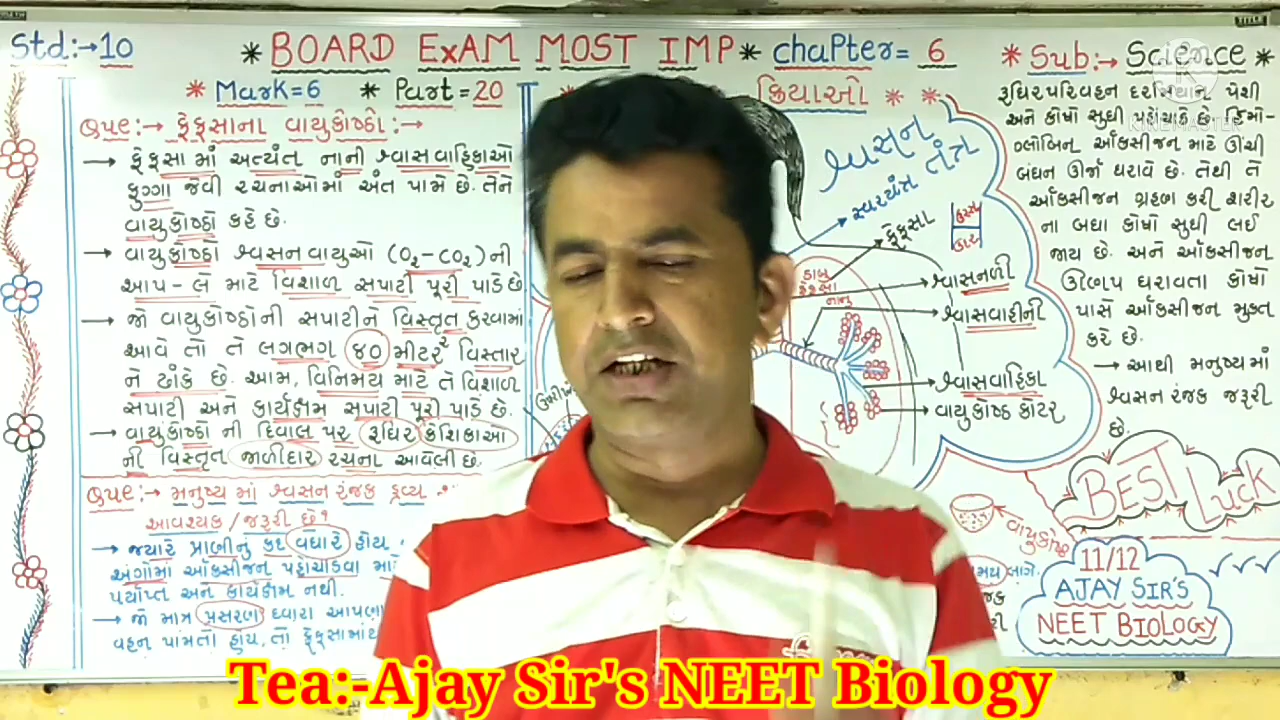 Std:→10
* BOARD ExAM MOST IMP * chaPter= 6
* Sub:→ Science *
* Mark=6 * Part=20 *
ક્રિયાઓ * *
Que:→ ફેફસાના વાયુકોષ્ઠો:→
→ ફેફસા માં અત્યંત નાની શ્વાસવાહિકાઓ
ફુગ્ગા જેવી રચનાઓમાં અંત પામે છે. તેને
વાયુકોષ્ઠો કહે છે.
→ વાયુકોષ્ઠો શ્વસન વાયુઓ (O₂-CO₂) ની
આપ-લે માટે વિશાળ સપાટી પૂરી પાડે છે.
→ જો વાયુકોષ્ઠોની સપાટીને વિસ્તૃત કરવામાં
આવે તો તે લગભગ ૪૦ મીટર² વિસ્તાર
ને ઢાંકે છે. આમ, વિનિમય માટે તે વિશાળ
સપાટી અને કાર્યક્ષમ સપાટી પૂરી પાડે છે.
→ વાયુકોષ્ઠો ની દિવાલ પર રૂધિર કેશિકાઓ
ની વિસ્તૃત જાળીદાર રચના આવેલી છે.
Que:→ મનુષ્ય માં શ્વસન રંજક દ્રવ્ય
આવશ્યક/જરૂરી છે?
→ જ્યારે પ્રાણીનું કદ વધારે હોય
અંગોમાં ઑક્સીજન પહોંચાડવા
પર્યાપ્ત અને કાર્યક્ષમ નથી.
→ જો માત્ર પ્રસરણ દ્વારા આપણા
વહન પામતો હોય, તો ફેફસામાંથી
શ્વસન
તંત્ર
સ્વરયંત્ર
ફેફસા
શ્વાસનળી
શ્વાસવાહીની
શ્વાસવાહિકા
વાયુકોષ્ઠ કોટર
રૂધિરપરિવહન દરમિયાન પેશી
અને કોષો સુધી પહોંચાડે છે. હિમો-
ગ્લોબિન ઑક્સીજન માટે ઊંચી
બંધન ઊર્જા ધરાવે છે. તેથી તે
ઑક્સીજન ગ્રહણ કરી શરીર
ના બધા કોષો સુધી લઈ
જાય છે. અને ઑક્સીજન
ઊણપ ધરાવતા કોષો
પાસે ઑક્સીજન મુક્ત
કરે છે.
→ આથી મનુષ્ય માં
શ્વસન રંજક જરૂરી
છે.
BEST Luck
વાયુકોષ્ઠ
લાગે.
11/12
AJAY SIR'S
NEET BIOLOGY
KINEMASTER
Tea:-Ajay Sir's NEET Biology